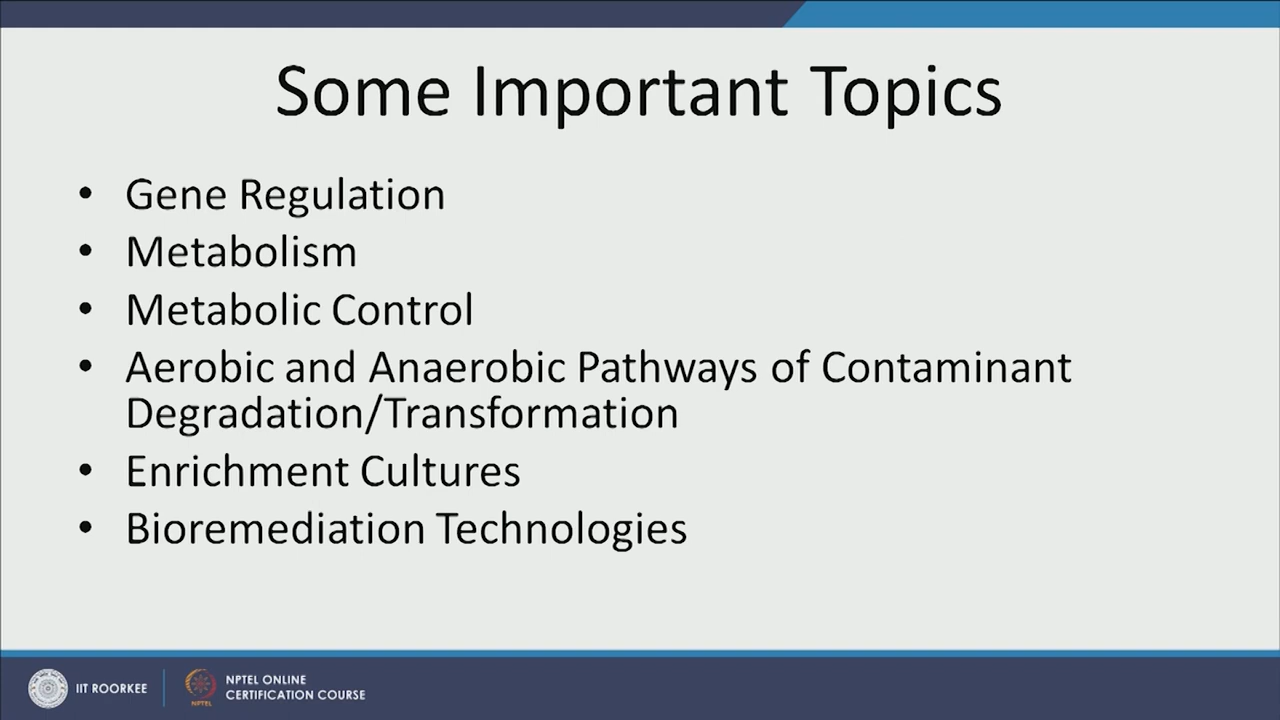 Some Important Topics
• Gene Regulation
• Metabolism
• Metabolic Control
• Aerobic and Anaerobic Pathways of Contaminant
Degradation/Transformation
• Enrichment Cultures
• Bioremediation Technologies
IIT ROORKEE
NPTEL
NPTEL ONLINE
CERTIFICATION COURSE